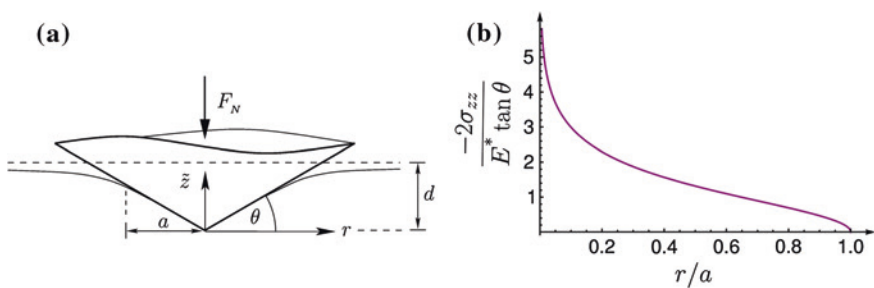 (a)
F_N
z̃
d
a
θ
r
(b)
-2σ_zz
E* tan θ
5
4
3
2
1
0.2 0.4 0.6 0.8 1.0
r/a